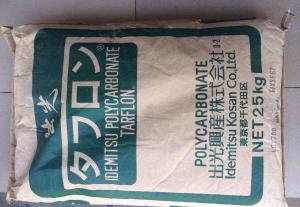 出光
タフロン®
IDEMITSU POLYCARBONATE
TARFLON
POLYCARBONATE
出光興産株式会社
Idemitsu Kosan Co.Ltd.
東京都千代田区
NET 25kg